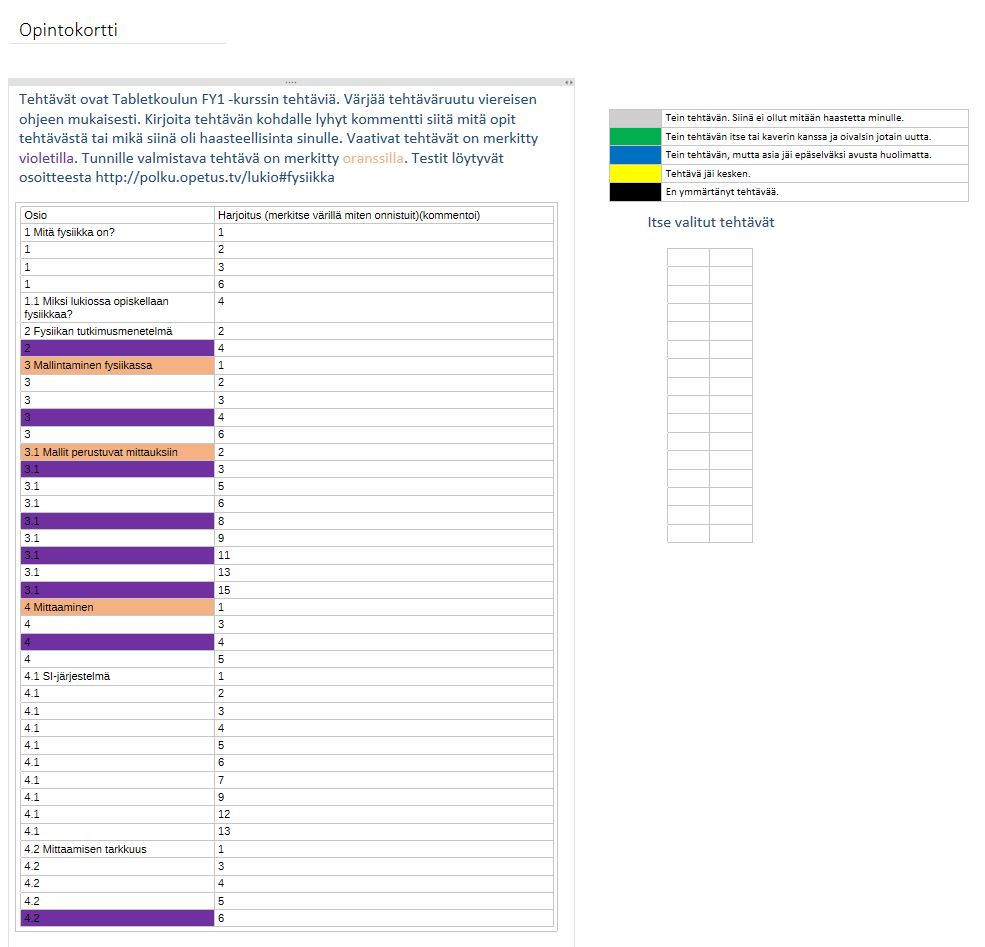 Opintokortti
Tehtävät ovat Tabletkoulun FY1 -kurssin tehtäviä. Värjää tehtäväruutu viereisen
ohjeen mukaisesti. Kirjoita tehtävän kohdalle lyhyt kommentti siitä mitä opit
tehtävästä tai mikä siinä oli haasteellisinta sinulle. Vaativat tehtävät on merkitty
violetilla. Tunnille valmistava tehtävä on merkitty oranssilla. Testit löytyvät
osoitteesta http://polku.opetus.tv/lukio#fysiikka
Osio Harjoitus (merkitse värillä miten onnistuit)(kommentoi)
1 Mitä fysiikka on? 1
1 2
1 3
1 6
1.1 Miksi lukiossa opiskellaan 4
fysiikkaa?
2 Fysiikan tutkimusmenetelmä 2
2 4
3 Mallintaminen fysiikassa 1
3 2
3 3
3 4
3 6
3.1 Mallit perustuvat mittauksiin 2
3.1 3
3.1 5
3.1 6
3.1 8
3.1 9
3.1 11
3.1 13
3.1 15
4 Mittaaminen 1
4 3
4 4
4 5
4.1 SI-järjestelmä 1
4.1 2
4.1 3
4.1 4
4.1 5
4.1 6
4.1 7
4.1 9
4.1 12
4.1 13
4.2 Mittaamisen tarkkuus 1
4.2 3
4.2 4
4.2 5
4.2 6
Tein tehtävän. Siinä ei ollut mitään haastetta minulle.
Tein tehtävän itse tai kaverin kanssa ja oivalsin jotain uutta.
Tein tehtävän, mutta asia jäi epäselväksi avusta huolimatta.
Tehtävä jäi kesken.
En ymmärtänyt tehtävää.
Itse valitut tehtävät